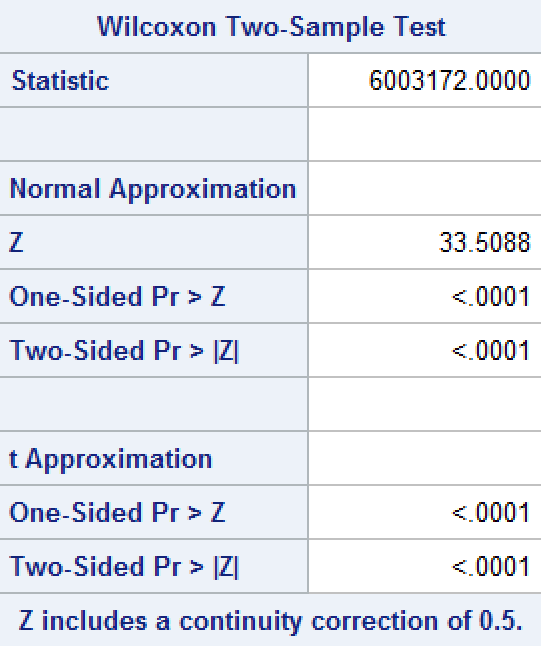 Wilcoxon Two-Sample Test
Statistic 6003172.0000
Normal Approximation
Z 33.5088
One-Sided Pr > Z <.0001
Two-Sided Pr > |Z| <.0001
t Approximation
One-Sided Pr > Z <.0001
Two-Sided Pr > |Z| <.0001
Z includes a continuity correction of 0.5.